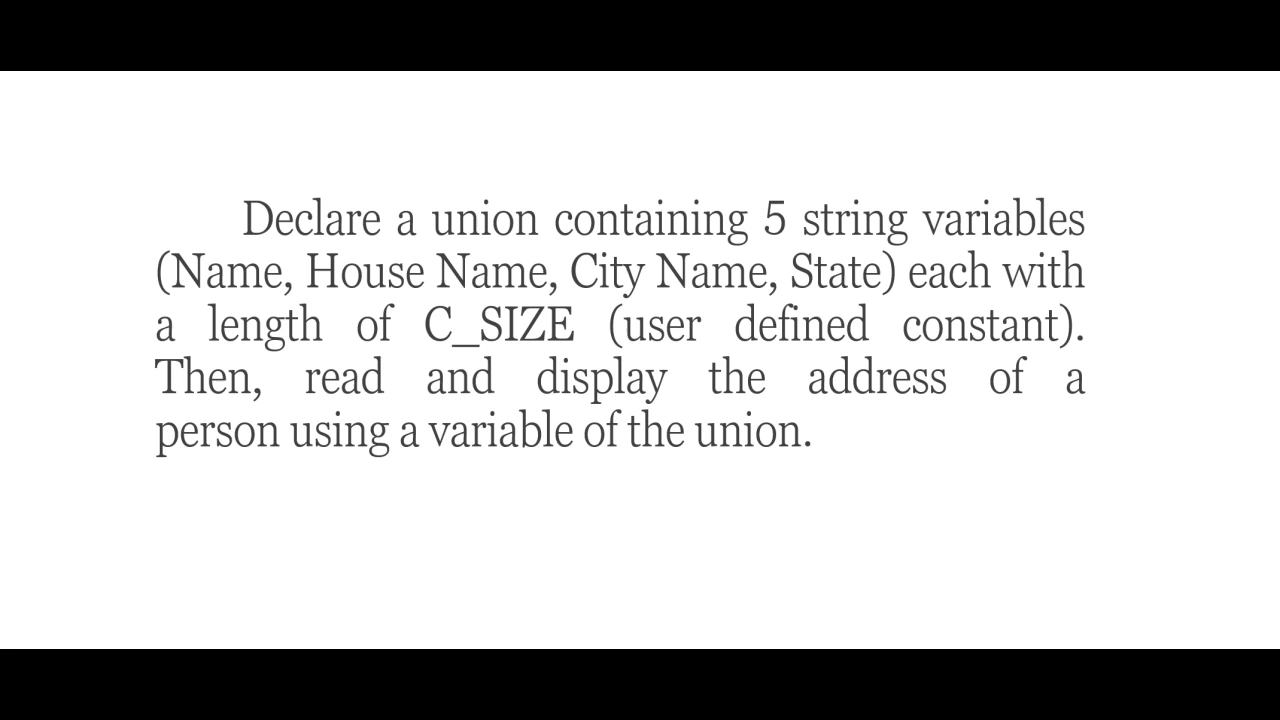 Declare a union containing 5 string variables
(Name, House Name, City Name, State) each with
a length of C_SIZE (user defined constant).
Then, read and display the address of a
person using a variable of the union.